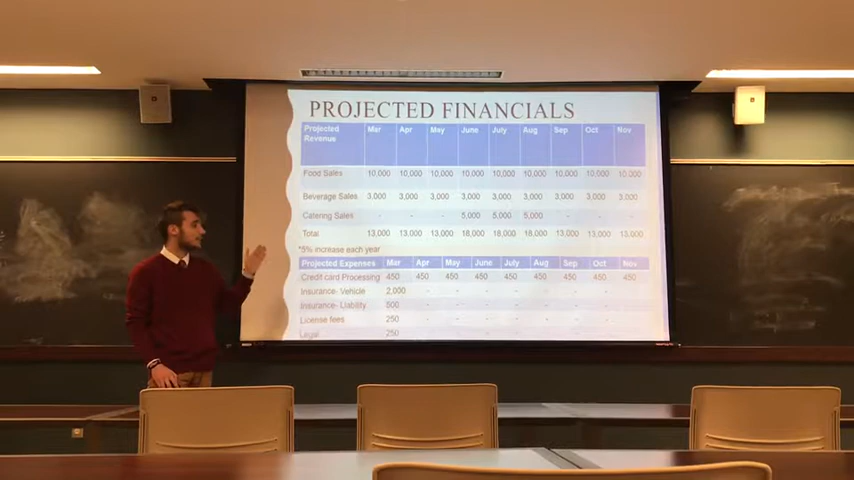 PROJECTED FINANCIALS
Projected Revenue Mar Apr May June July Aug Sep Oct Nov
Food Sales 10,000 10,000 10,000 10,000 10,000 10,000 10,000 10,000 10,000
Beverage Sales 3,000 3,000 3,000 3,000 3,000 3,000 3,000 3,000 3,000
Catering Sales - - - 5,000 5,000 5,000 - - -
Total 13,000 13,000 13,000 18,000 18,000 18,000 13,000 13,000 13,000
*5% increase each year
Projected Expenses Mar Apr May June July Aug Sep Oct Nov
Credit card Processing 450 450 450 450 450 450 450 450 450
Insurance- Vehicle 2,000 - - - - - - - -
Insurance- Liability 500 - - - - - - - -
License fees 250 - - - - - - - -
Legal 250 - - - - - - - -